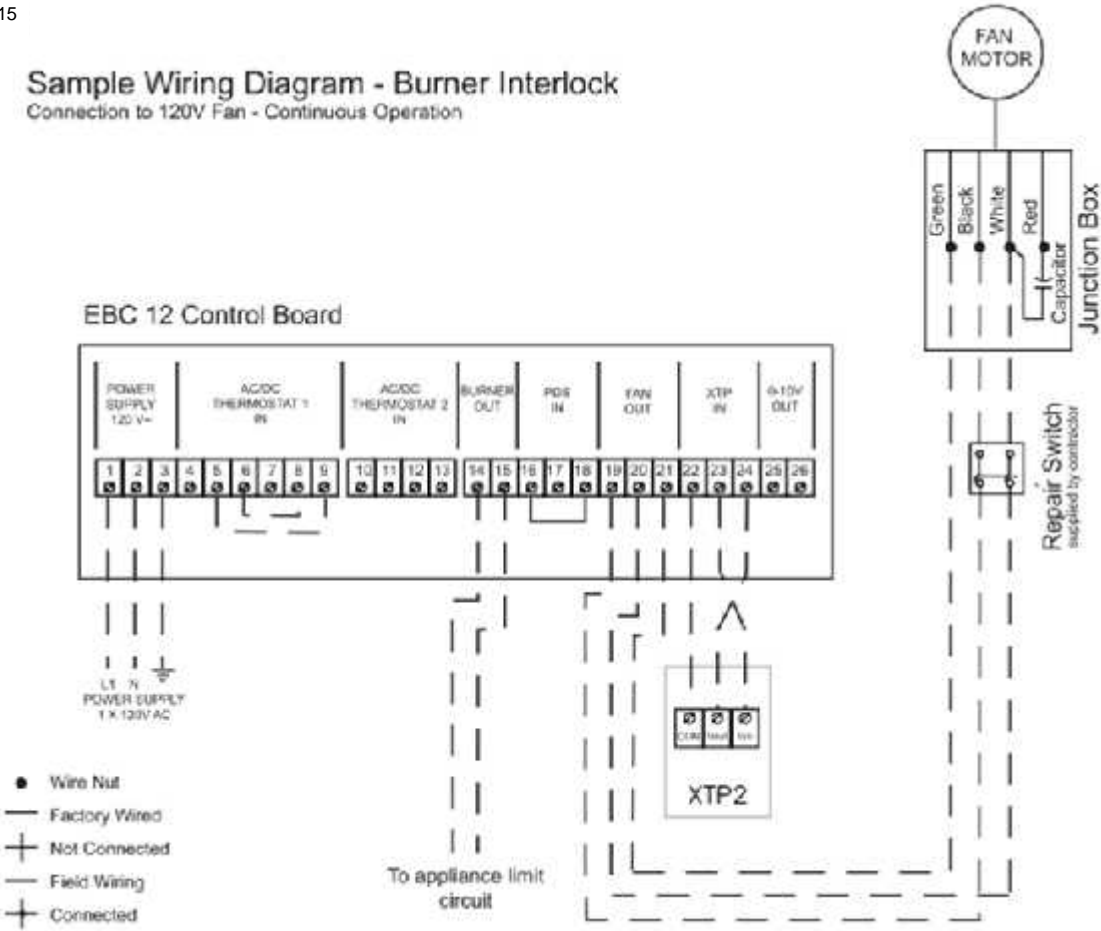 15
Sample Wiring Diagram - Burner Interlock
Connection to 120V Fan - Continuous Operation
FAN
MOTOR
Green
Black
White
Red
Capacitor
Junction Box
EBC 12 Control Board
POWER
SUPPLY
120 V~
AC/DC
THERMOSTAT 1
IN
AC/DC
THERMOSTAT 2
IN
BURNER
OUT
PDS
IN
FAN
OUT
XTP
IN
0-10V
OUT
1 2 3 4 5 6 7 8 9 10 11 12 13 14 15 16 17 18 19 20 21 22 23 24 25 26
Repair Switch
supplied by contractor
L1 N
POWER SUPPLY
1 X 120V AC
COM
XTP2
Wire Nut
Factory Wired
Not Connected
Field Wiring
Connected
To appliance limit
circuit